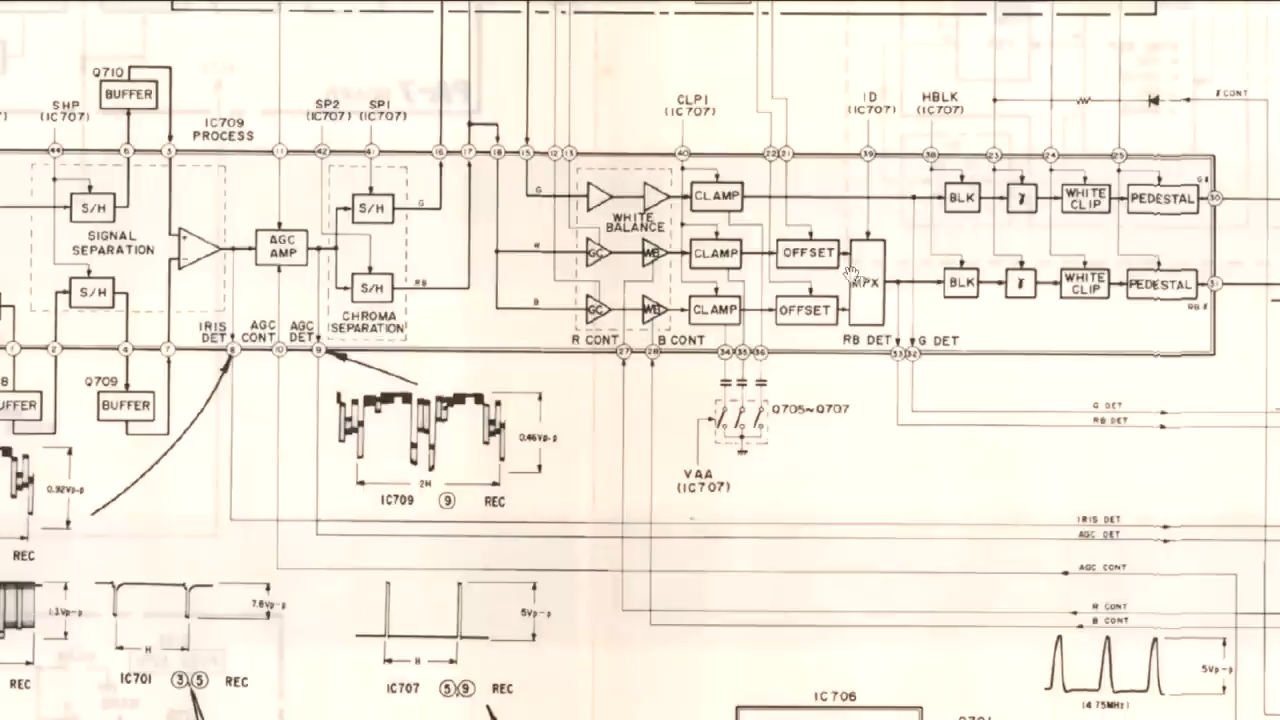 Q710
BUFFER
SHP
(IC707)
IC709
PROCESS
SP2
(IC707)
SP1
(IC707)
CLP1
(IC707)
ID
(IC707)
HBLK
(IC707)
γ CONT
44
6
3
11
42
41
16
17
18
15
12
13
40
22
21
39
38
23
24
25
S/H
SIGNAL
SEPARATION
S/H
+
−
AGC
AMP
S/H
G
S/H
RB
CHROMA
SEPARATION
G
R
B
WHITE
BALANCE
GC
WB
GC
WB
CLAMP
CLAMP
CLAMP
OFFSET
OFFSET
MPX
BLK
γ
WHITE
CLIP
PEDESTAL
30
BLK
γ
WHITE
CLIP
PEDESTAL
31
IRIS
DET
AGC
CONT
AGC
DET
R CONT
B CONT
RB DET
G DET
1
2
4
7
8
10
9
27
28
34
35
36
33
32
Q709
BUFFER
Q705~Q707
VAA
(IC707)
G DET
RB DET
0.46Vp-p
2H
IC709
9
REC
0.92Vp-p
REC
IRIS DET
AGC DET
AGC CONT
R CONT
B CONT
1.3Vp-p
REC
7.8Vp-p
H
IC701
3
5
REC
5Vp-p
H
IC707
5
9
REC
5Vp-p
(4.75MHz)
IC706